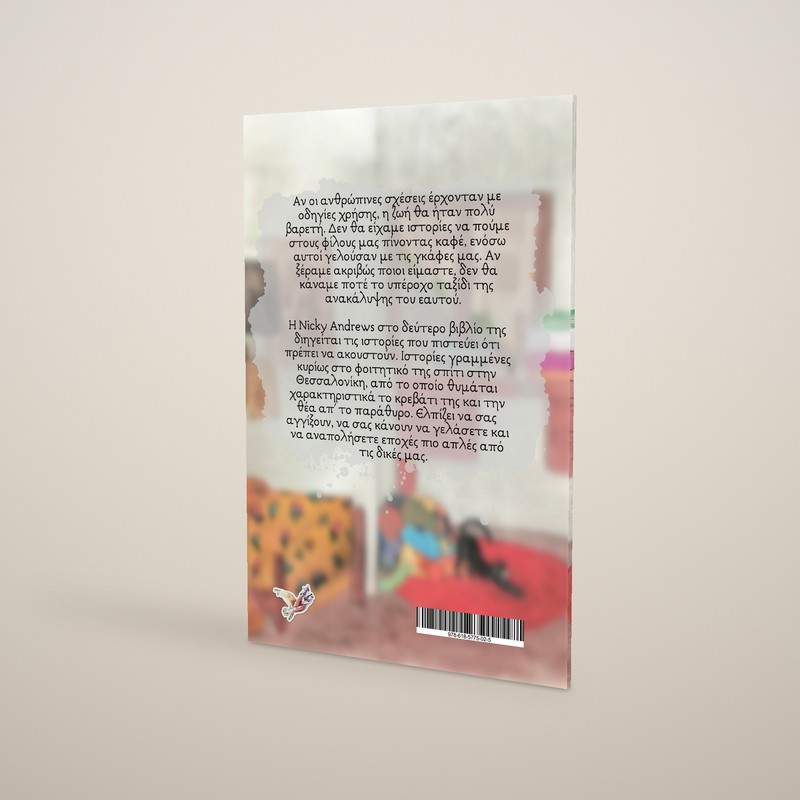 Αν οι ανθρώπινες σχέσεις έρχονταν με
οδηγίες χρήσης, η ζωή θα ήταν πολύ
βαρετή. Δεν θα είχαμε ιστορίες να πούμε
στους φίλους μας πίνοντας καφέ, ενόσω
αυτοί γελούσαν με τις γκάφες μας. Αν
ξέραμε ακριβώς ποιοι είμαστε, δεν θα
κάναμε ποτέ το υπέροχο ταξίδι της
ανακάλυψης του εαυτού.
Η Nicky Andrews στο δεύτερο βιβλίο της
διηγείται τις ιστορίες που πιστεύει ότι
πρέπει να ακουστούν. Ιστορίες γραμμένες
κυρίως στο φοιτητικό της σπίτι στην
Θεσσαλονίκη, από το οποίο θυμάται
χαρακτηριστικά το κρεβάτι της και την
θέα απ' το παράθυρο. Ελπίζει να σας
αγγίξουν, να σας κάνουν να γελάσετε και
να αναπολήσετε εποχές πιο απλές από
τις δικές μας.
978-618-5775-02-5